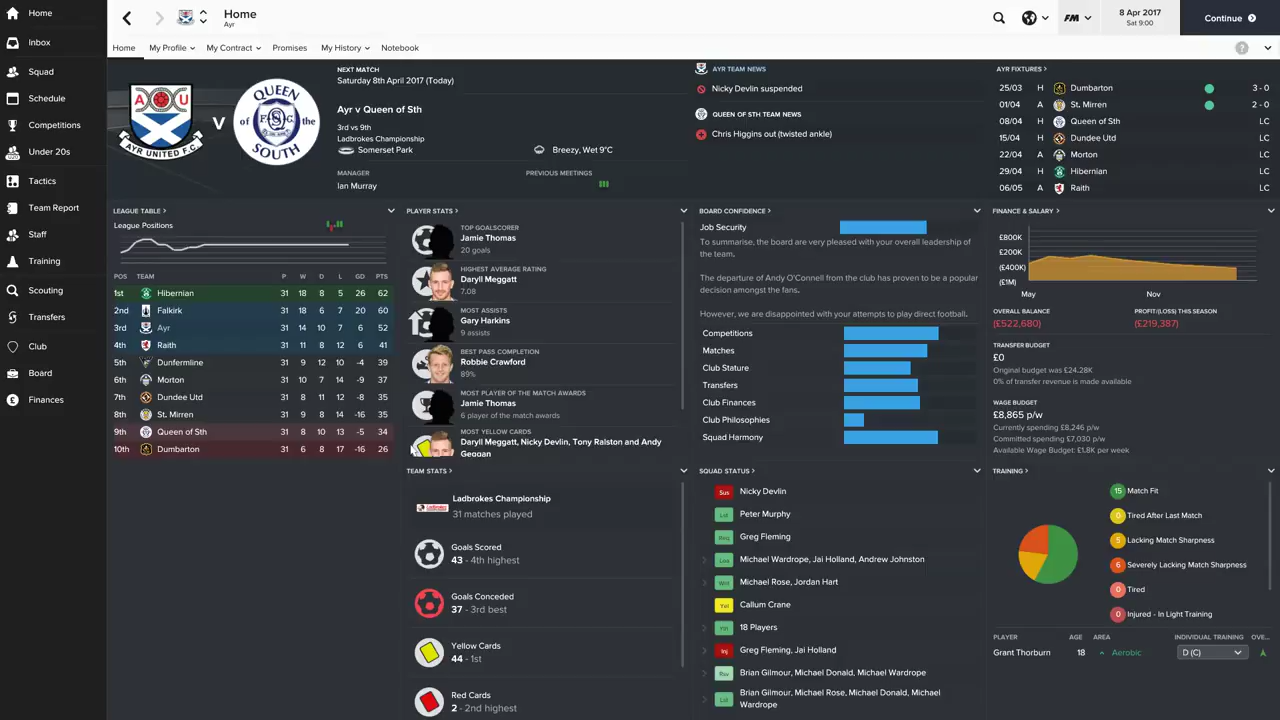 Home
Inbox
Squad
Schedule
Competitions
Under 20s
Tactics
Team Report
Staff
Training
Scouting
Transfers
Club
Board
Finances
Home
Ayr
FM
8 Apr 2017
Sat 9:00
Continue
Home My Profile My Contract Promises My History Notebook
?
AYR UNITED F.C.
V
QUEEN
of the
SOUTH
NEXT MATCH
Saturday 8th April 2017 (Today)
Ayr v Queen of Sth
3rd vs 9th
Ladbrokes Championship
Somerset Park
Breezy, Wet 9°C
MANAGER
Ian Murray
PREVIOUS MEETINGS
AYR TEAM NEWS
Nicky Devlin suspended
QUEEN OF STH TEAM NEWS
Chris Higgins out (twisted ankle)
AYR FIXTURES >
25/03 H Dumbarton 3 - 0
01/04 A St. Mirren 2 - 0
08/04 H Queen of Sth LC
15/04 H Dundee Utd LC
22/04 A Morton LC
29/04 H Hibernian LC
06/05 A Raith LC
LEAGUE TABLE >
League Positions
POS TEAM P W D L GD PTS
1st Hibernian 31 18 8 5 26 62
2nd Falkirk 31 18 6 7 20 60
3rd Ayr 31 14 10 7 6 52
4th Raith 31 11 8 12 6 41
5th Dunfermline 31 9 12 10 -4 39
6th Morton 31 10 7 14 -9 37
7th Dundee Utd 31 8 11 12 -8 35
8th St. Mirren 31 9 8 14 -16 35
9th Queen of Sth 31 8 10 13 -5 34
10th Dumbarton 31 6 8 17 -16 26
PLAYER STATS >
TOP GOALSCORER
Jamie Thomas
20 goals
HIGHEST AVERAGE RATING
Daryll Meggatt
7.08
MOST ASSISTS
Gary Harkins
9 assists
BEST PASS COMPLETION
Robbie Crawford
89%
MOST PLAYER OF THE MATCH AWARDS
Jamie Thomas
6 player of the match awards
MOST YELLOW CARDS
Daryll Meggatt, Nicky Devlin, Tony Ralston and Andy
Geggan
TEAM STATS >
Ladbrokes Championship
31 matches played
Goals Scored
43 - 4th highest
Goals Conceded
37 - 3rd best
Yellow Cards
44 - 1st
Red Cards
2 - 2nd highest
BOARD CONFIDENCE >
Job Security
To summarise, the board are very pleased with your overall leadership of
the team.
The departure of Andy O'Connell from the club has proven to be a popular
decision amongst the fans.
However, we are disappointed with your attempts to play direct football.
Competitions
Matches
Club Stature
Transfers
Club Finances
Club Philosophies
Squad Harmony
SQUAD STATUS >
Sus Nicky Devlin
Lst Peter Murphy
Req Greg Fleming
Loa Michael Wardrope, Jai Holland, Andrew Johnston
Wnt Michael Rose, Jordan Hart
Yel Callum Crane
Yth 18 Players
Inj Greg Fleming, Jai Holland
Rsv Brian Gilmour, Michael Donald, Michael Wardrope
Lst Brian Gilmour, Michael Rose, Michael Donald, Michael
Wardrope
FINANCE & SALARY >
£800K
£200K
(£400K)
(£1M)
May Nov
OVERALL BALANCE
(£522,680)
PROFIT/(LOSS) THIS SEASON
(£219,387)
TRANSFER BUDGET
£0
Original budget was £24.28K
0% of transfer revenue is made available
WAGE BUDGET
£8,865 p/w
Currently spending £8,246 p/w
Committed spending £7,030 p/w
Available Wage Budget: £1.8K per week
TRAINING >
15 Match Fit
0 Tired After Last Match
5 Lacking Match Sharpness
6 Severely Lacking Match Sharpness
0 Tired
0 Injured - In Light Training
PLAYER AGE AREA INDIVIDUAL TRAINING OVE...
Grant Thorburn 18 Aerobic D (C)